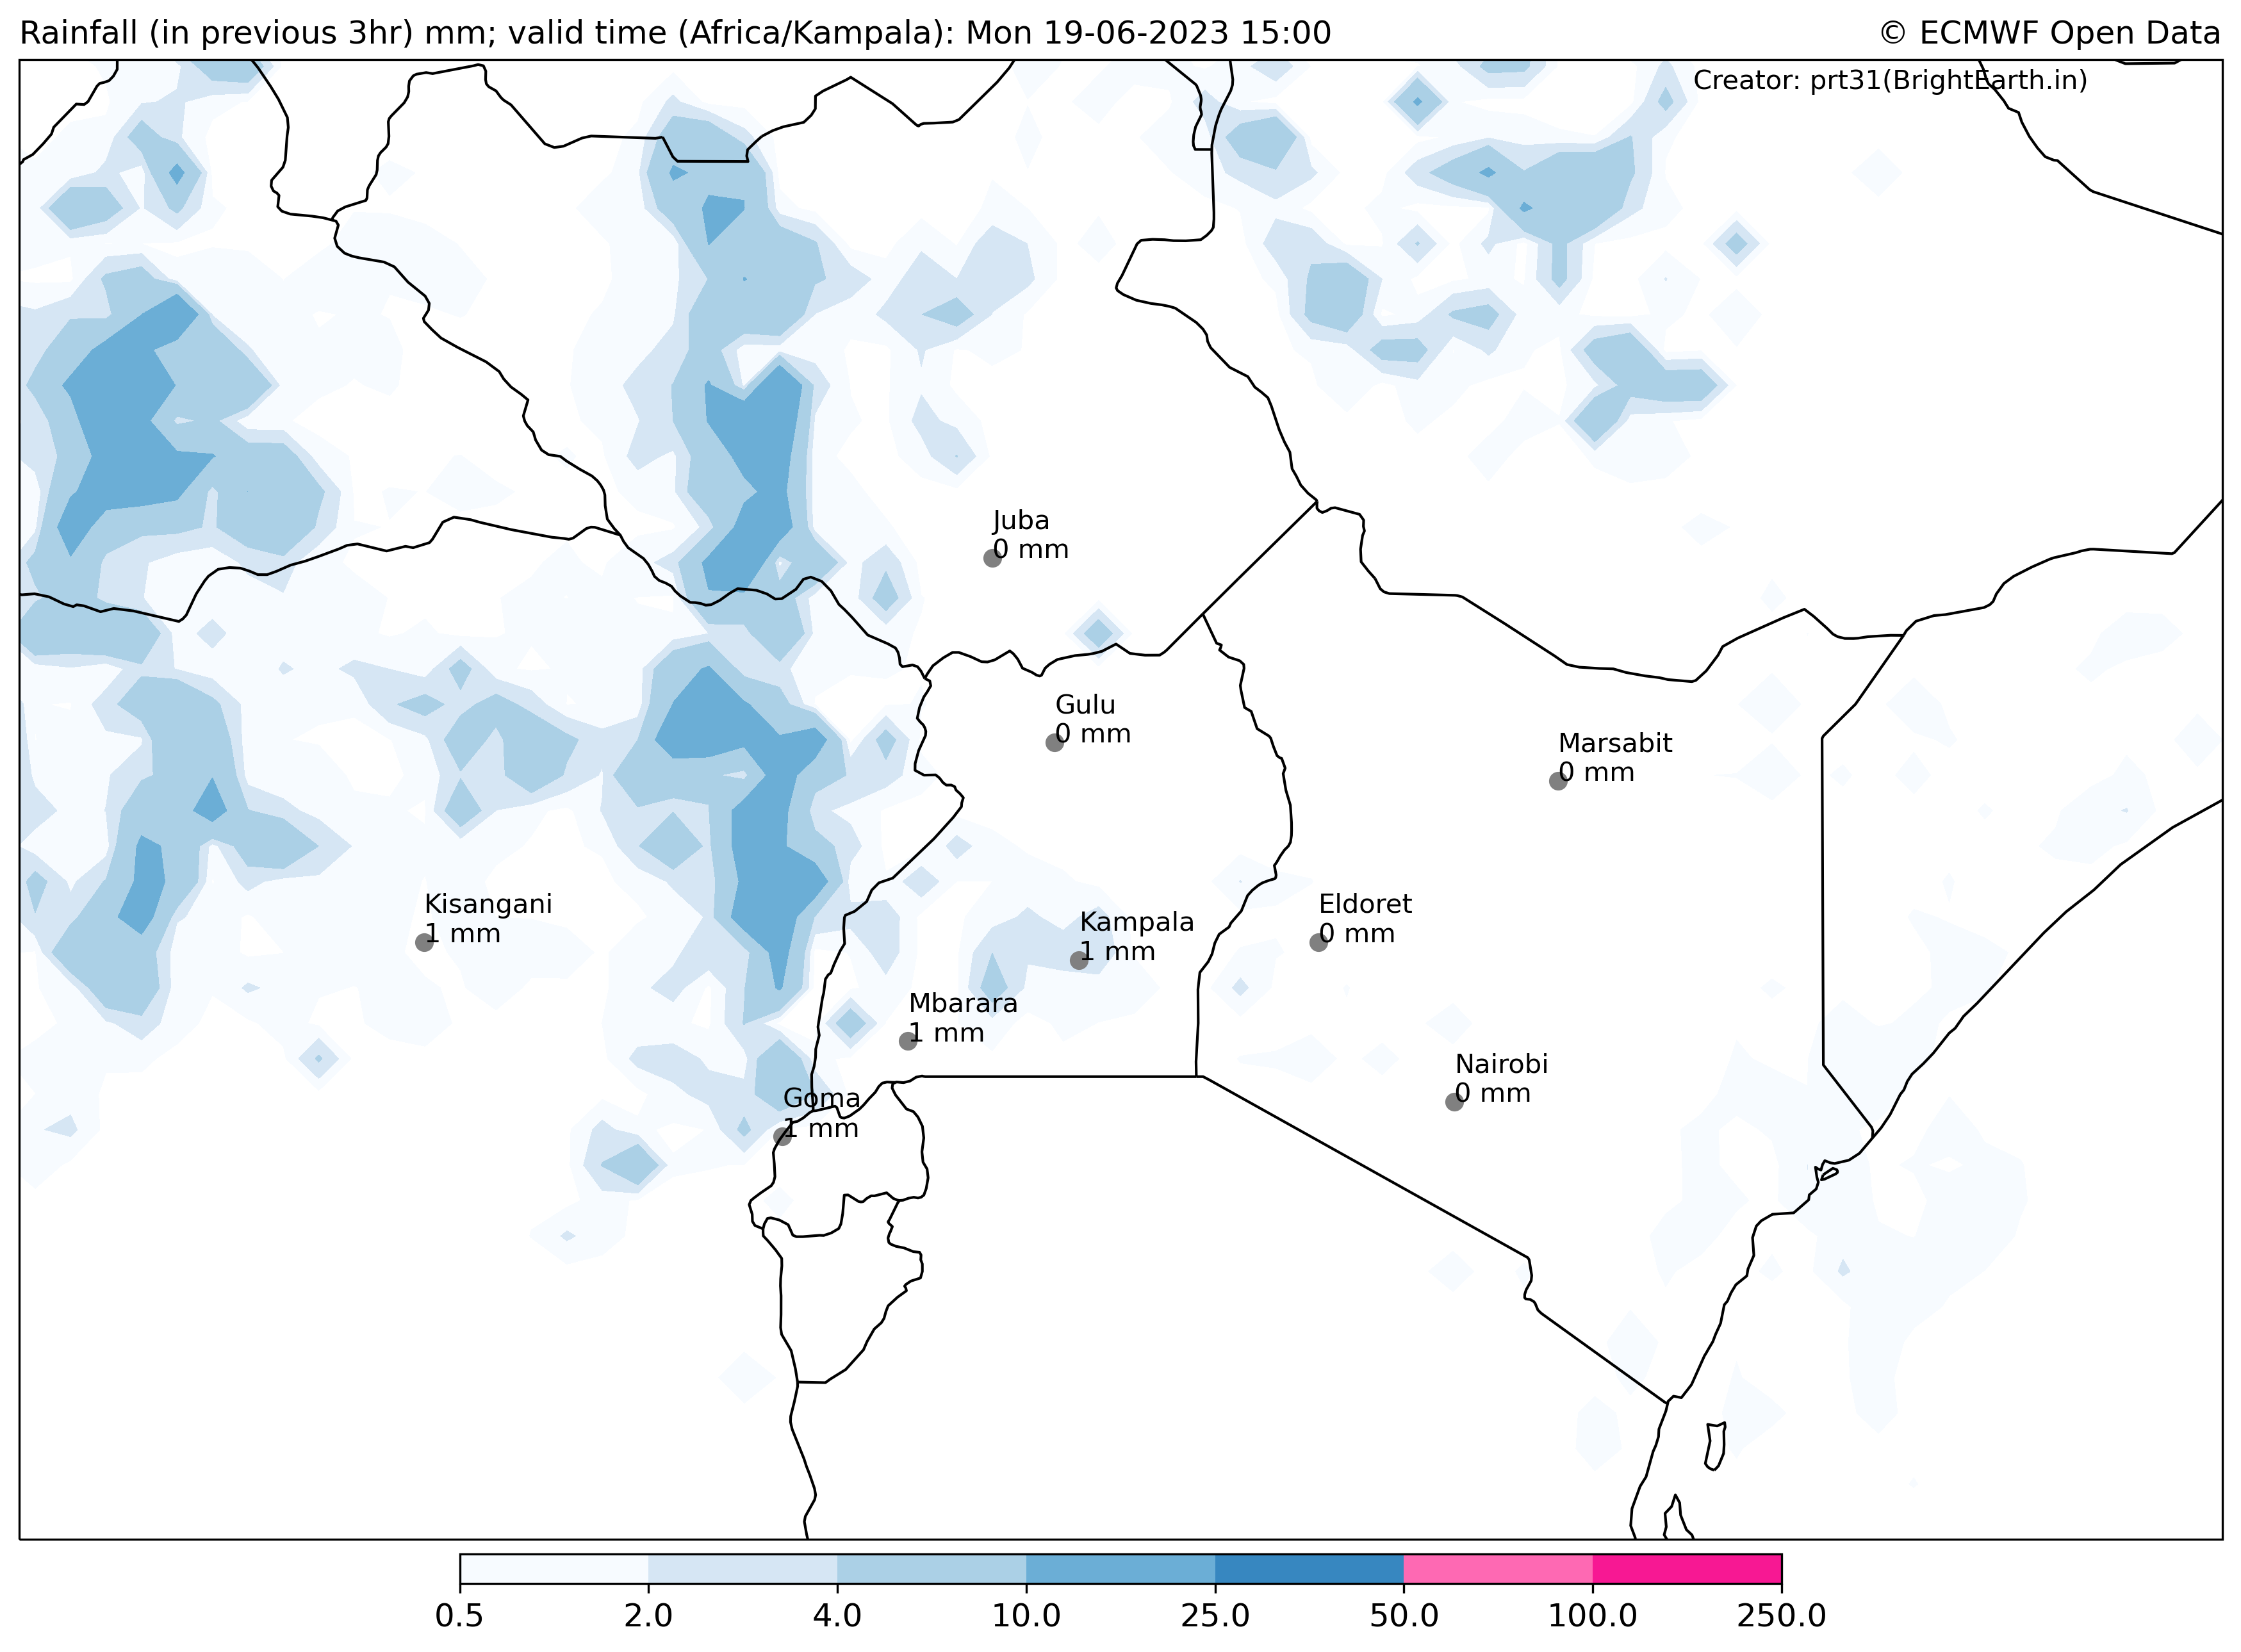 Rainfall (in previous 3hr) mm; valid time (Africa/Kampala): Mon 19-06-2023 15:00
© ECMWF Open Data
Creator: prt31(BrightEarth.in)
Juba
0 mm
Gulu
0 mm
Marsabit
0 mm
Kisangani
1 mm
Kampala
1 mm
Eldoret
0 mm
Mbarara
1 mm
Nairobi
0 mm
Goma
1 mm
0.5 2.0 4.0 10.0 25.0 50.0 100.0 250.0